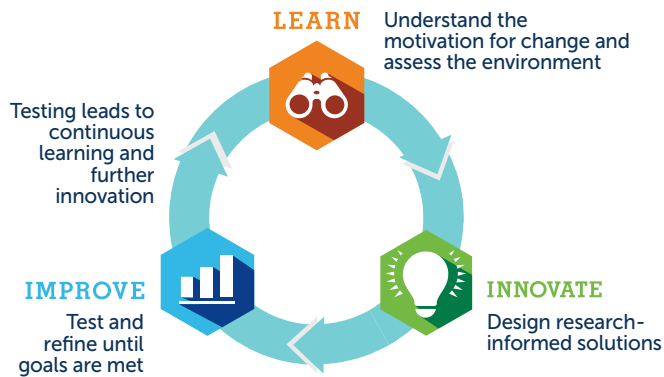 LEARN
Understand the
motivation for change and
assess the environment
Testing leads to
continuous
learning and
further
innovation
IMPROVE
Test and
refine until
goals are met
INNOVATE
Design research-
informed solutions